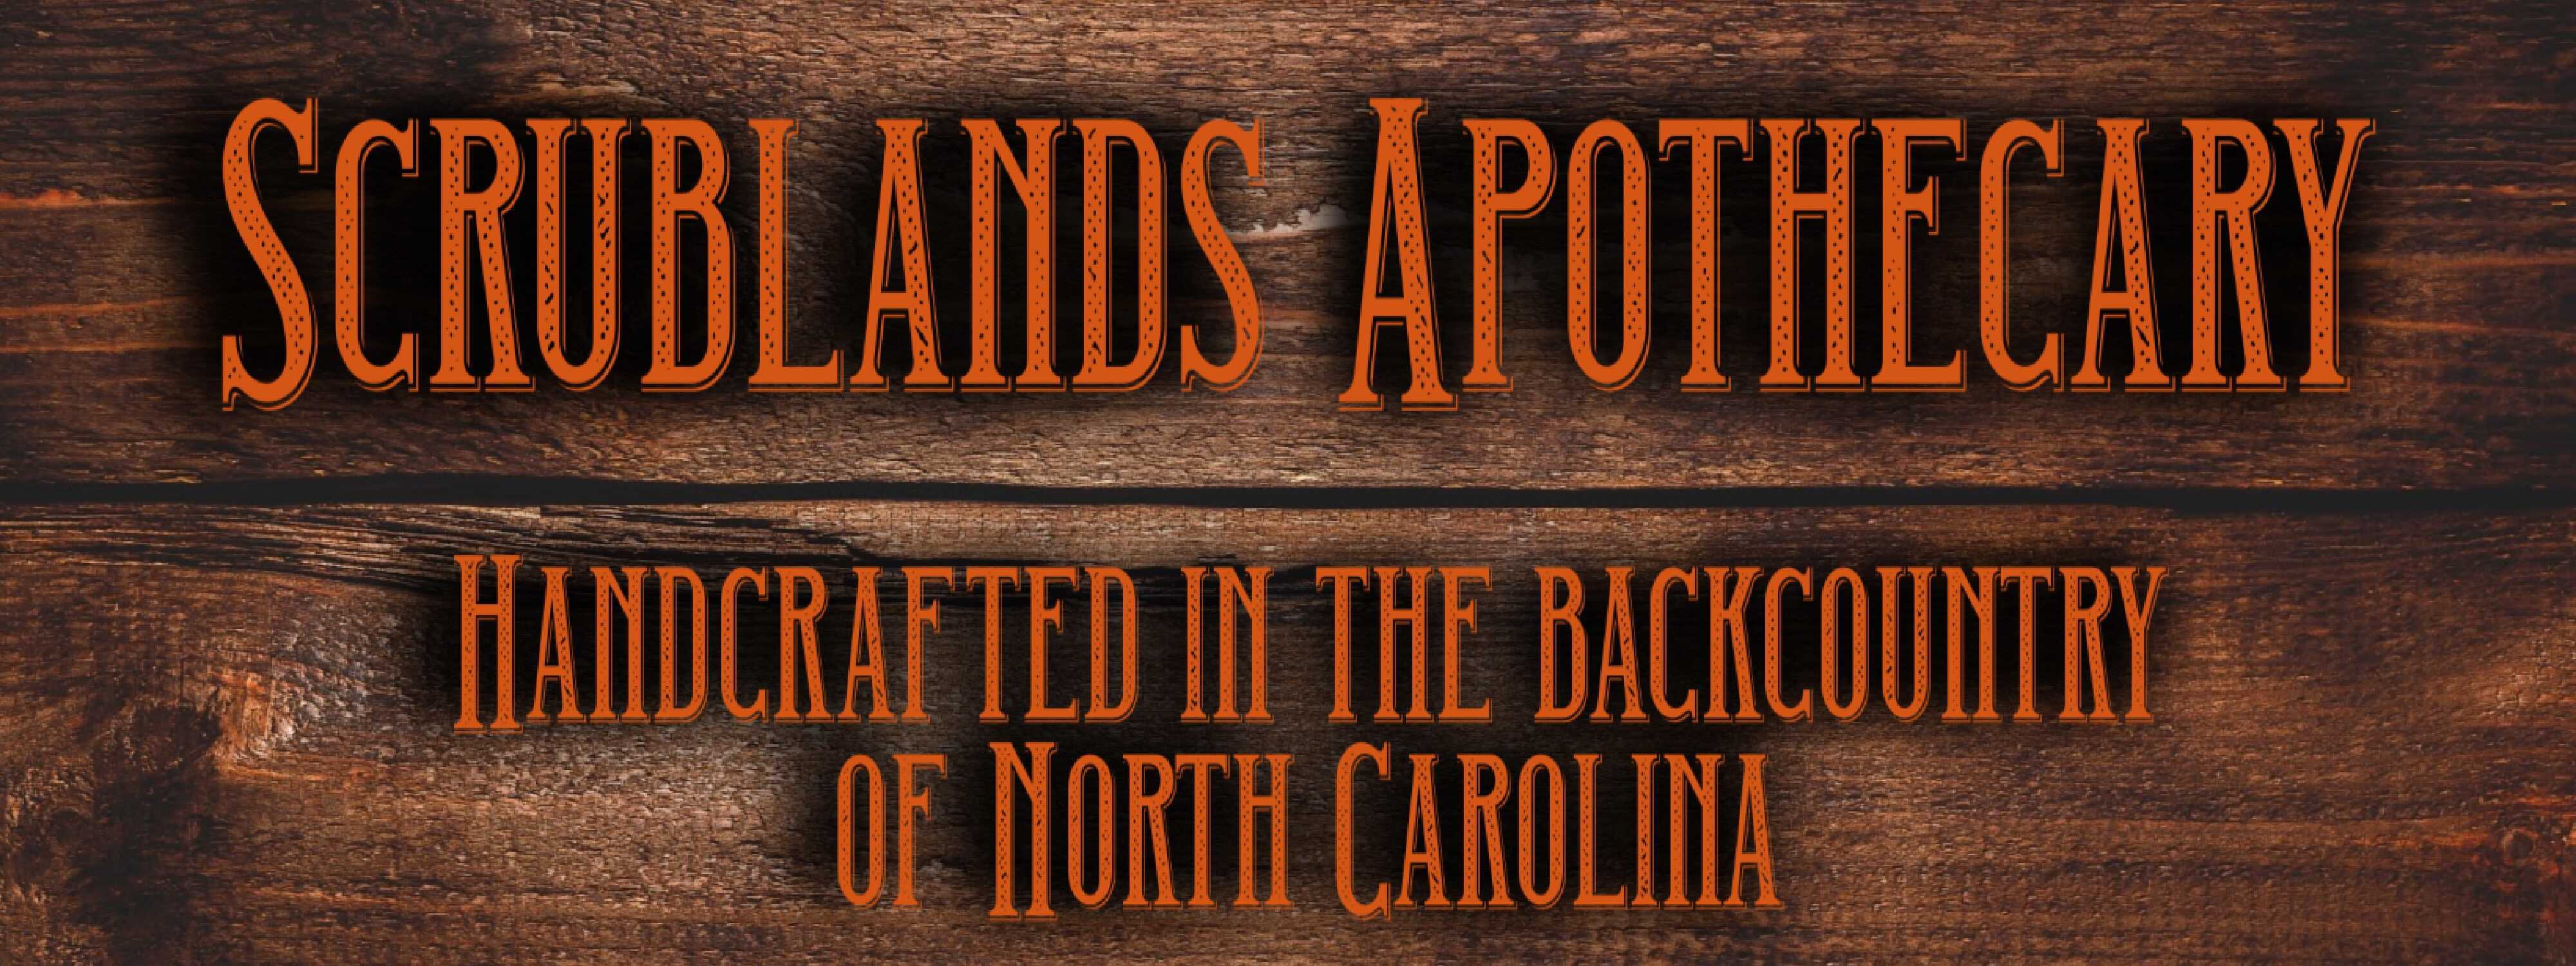 Scrublands Apothecary
Handcrafted in the backcountry
of North Carolina